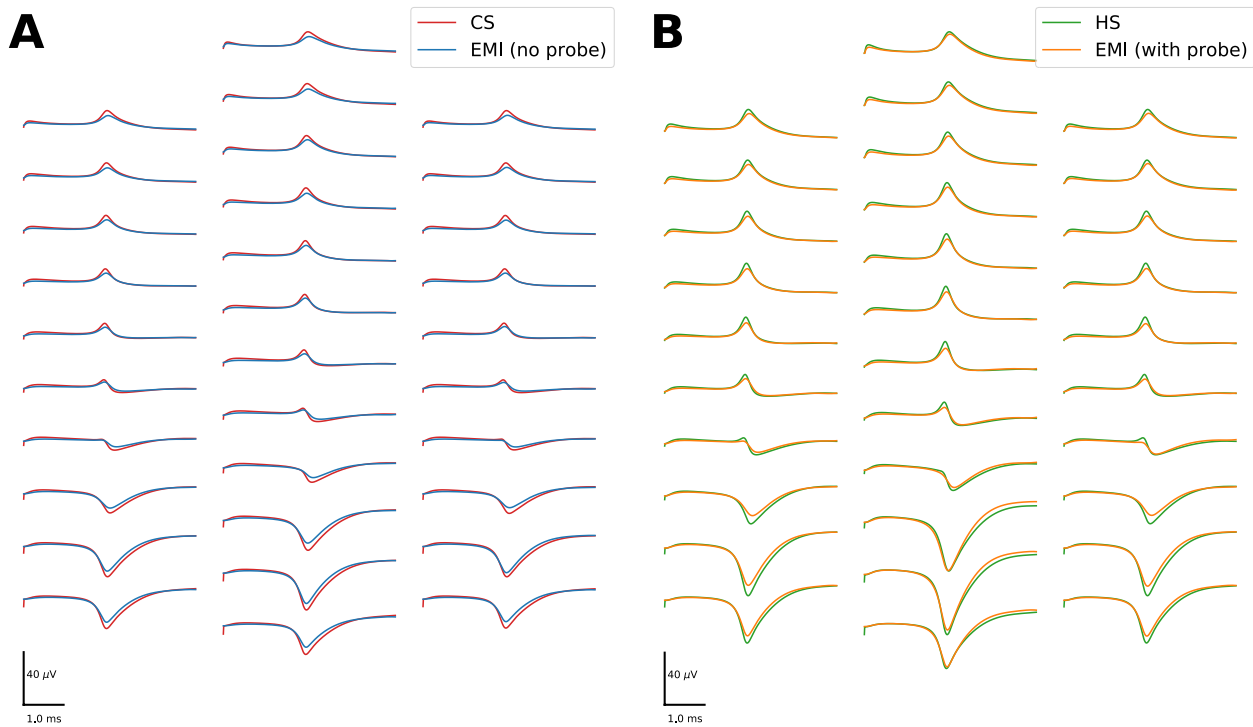 A
CS
EMI (no probe)
40 μV
1.0 ms
B
HS
EMI (with probe)
40 μV
1.0 ms